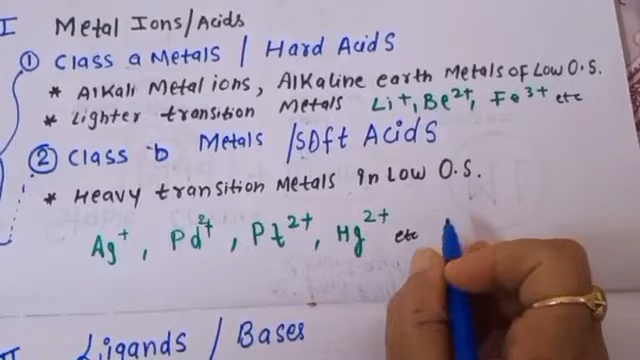 I Metal Ions/Acids
① Class a Metals / Hard Acids
* Alkali Metal ions, Alkaline earth Metals of Low O.S.
* Lighter transition Metals Li+, Be2+, Fe3+ etc
② Class b Metals /Soft Acids
* Heavy transition Metals in Low O.S.
Ag+, Pd2+, Pt2+, Hg2+ etc
II Ligands / Bases